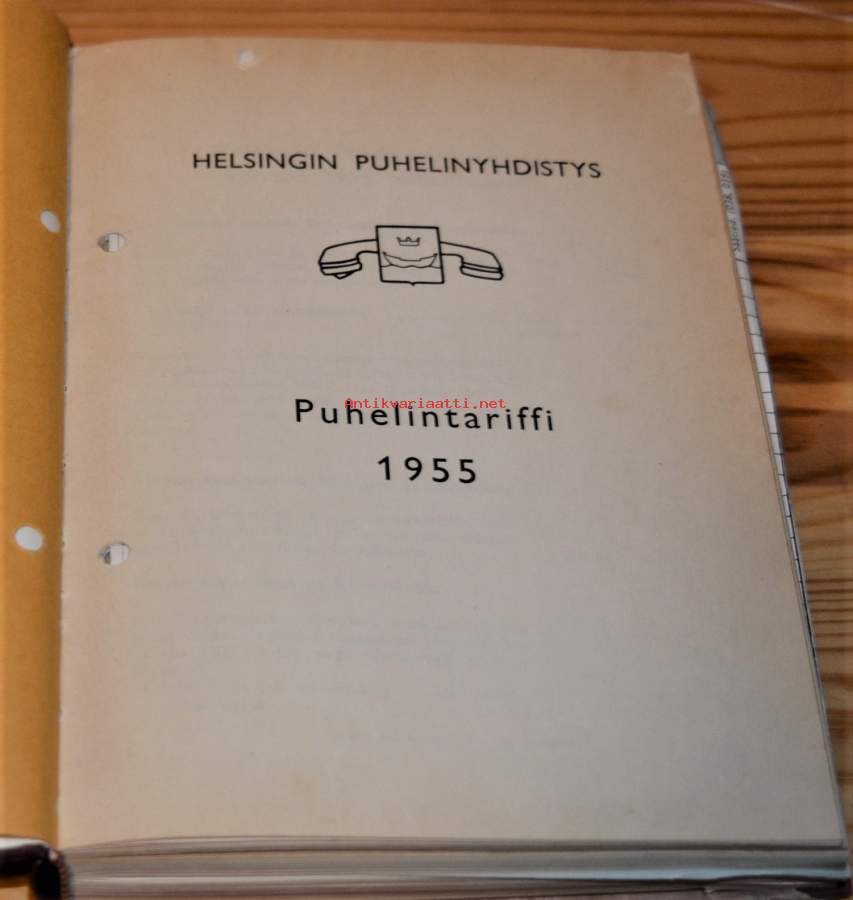 HELSINGIN PUHELINYHDISTYS
Antikvariaatti.net
Puhelintariffi
1955